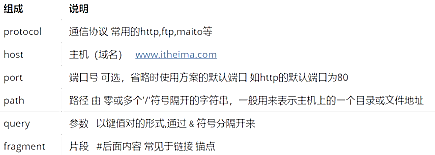 组成 说明
protocol 通信协议 常用的http,ftp,maito等
host 主机（域名） www.itheima.com
port 端口号 可选，省略时使用方案的默认端口 如http的默认端口为80
path 路径 由 零或多个'/'符号隔开的字符串，一般用来表示主机上的一个目录或文件地址
query 参数 以键值对的形式,通过 & 符号分隔开来
fragment 片段 #后面内容 常见于链接 锚点